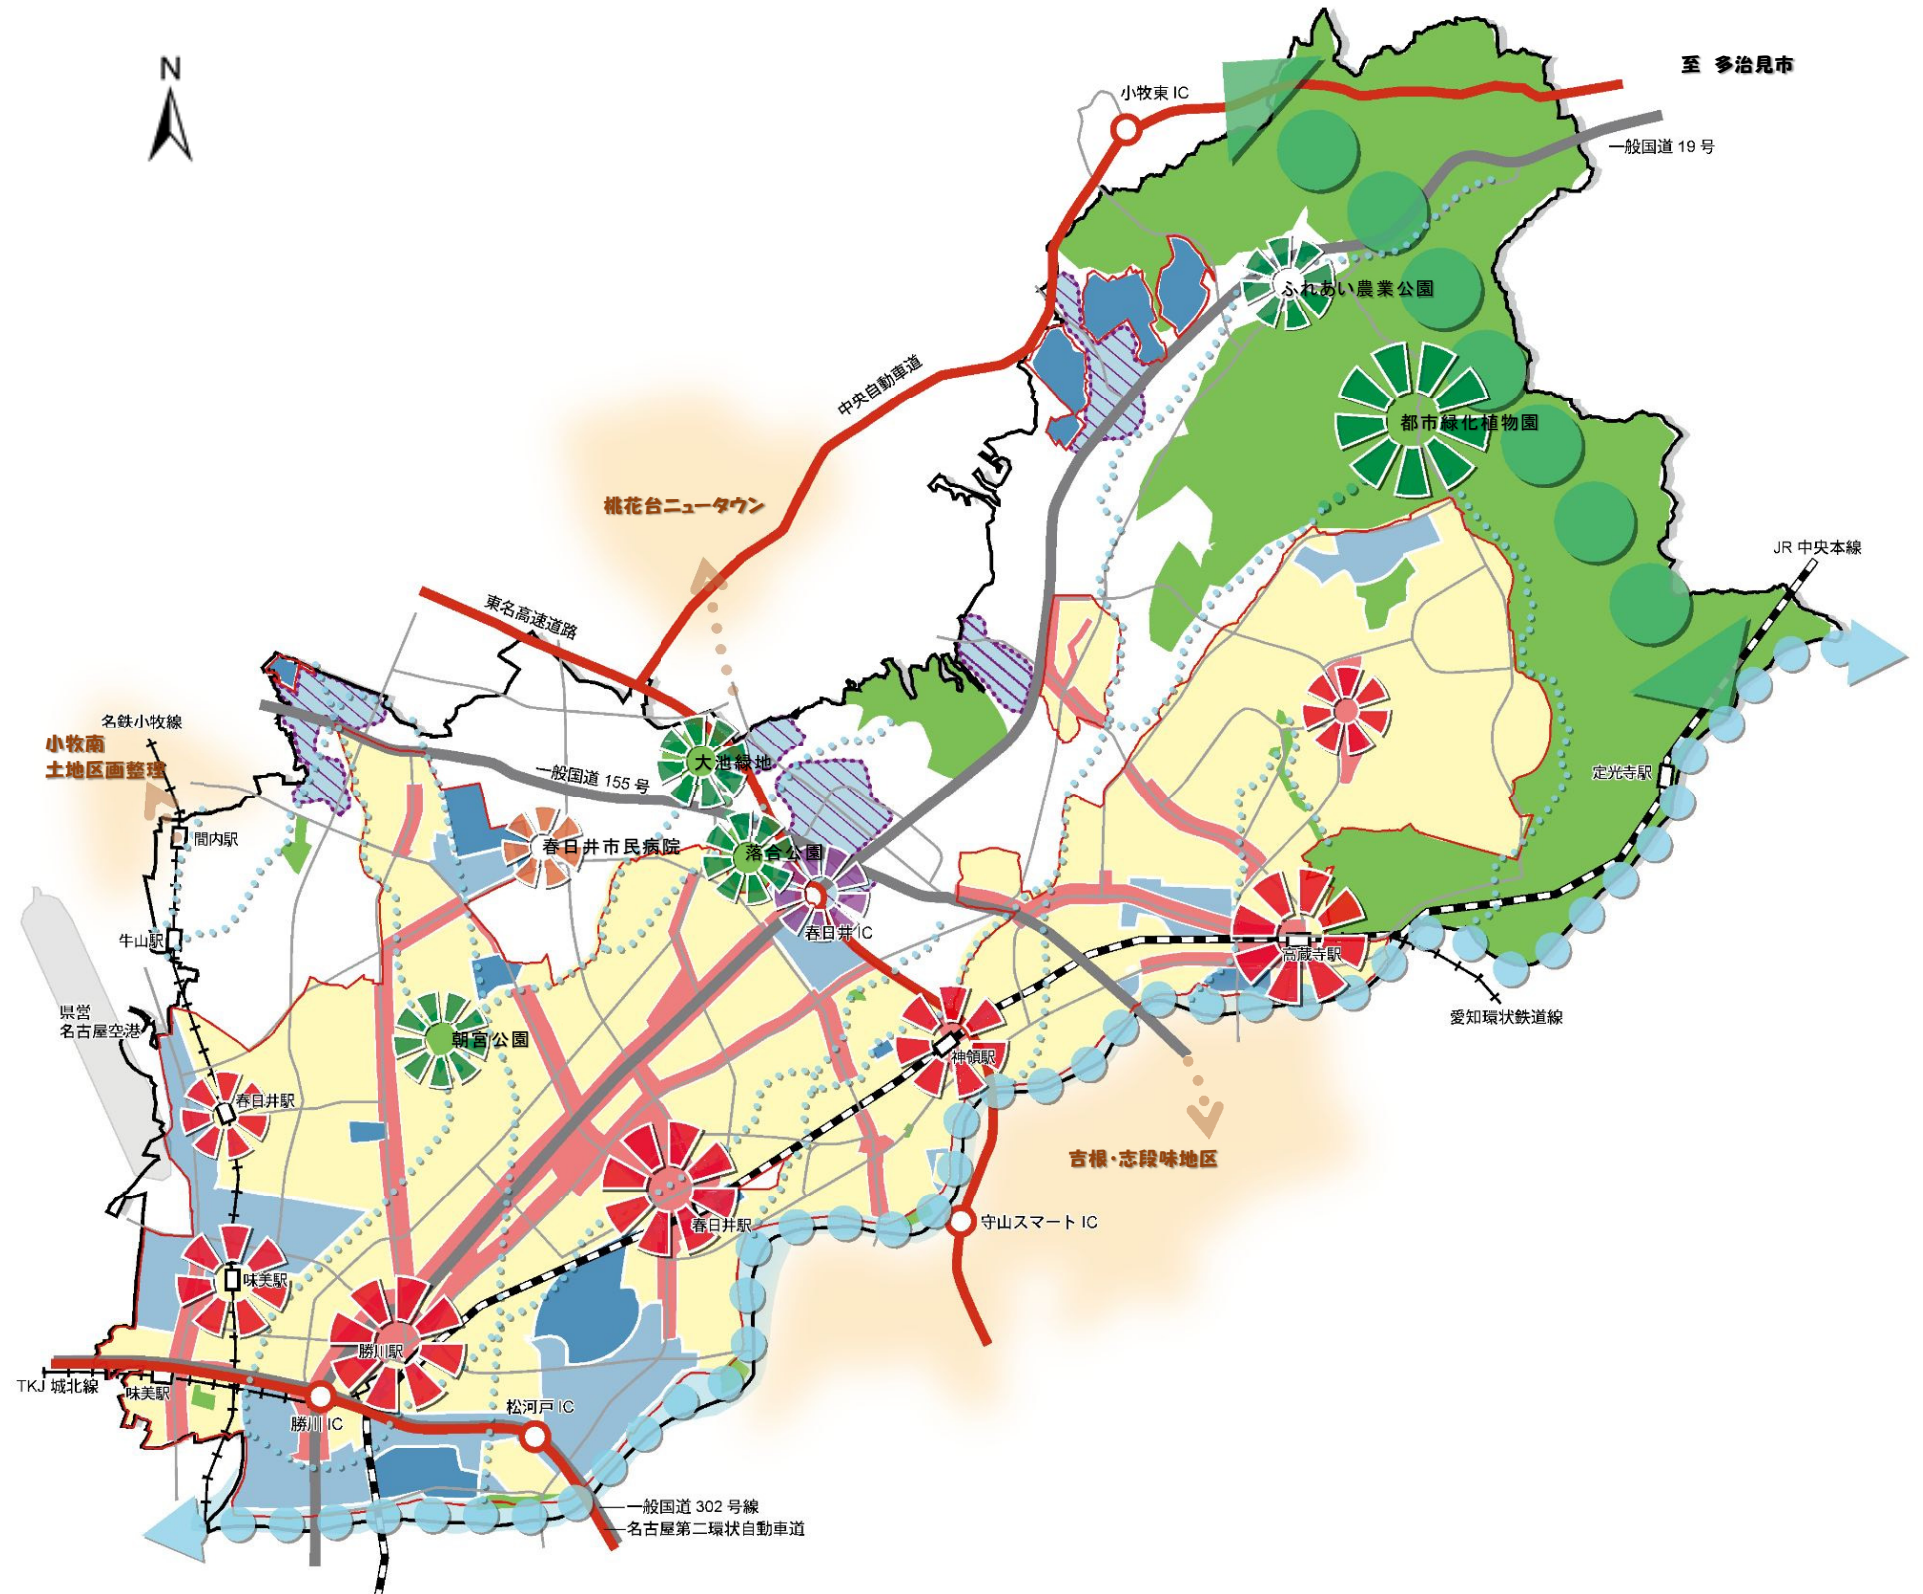 N
至 多治見市
小牧東 IC
一般国道 19 号
ふれあい農業公園
中央自動車道
都市緑化植物園
桃花台ニュータウン
JR 中央本線
東名高速道路
名鉄小牧線
小牧南
土地区画整理
大池緑地
一般国道 155 号
定光寺駅
間内駅
春日井市民病院
落合公園
牛山駅
春日井 IC
高蔵寺駅
県営
名古屋空港
愛知環状鉄道線
朝宮公園
神領駅
春日井駅
吉根・志段味地区
春日井駅
守山スマート IC
味美駅
勝川駅
TKJ 城北線
味美駅
勝川 IC
松河戸 IC
一般国道 302 号線
名古屋第二環状自動車道